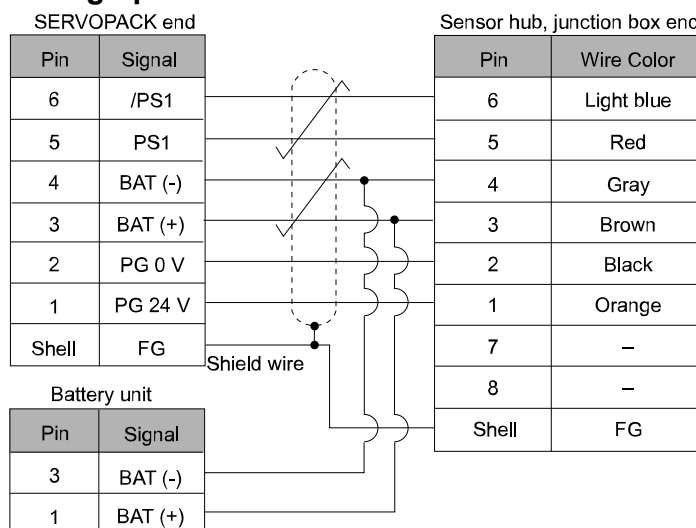 SERVOPACK end
Pin Signal
6 /PS1
5 PS1
4 BAT (-)
3 BAT (+)
2 PG 0 V
1 PG 24 V
Shell FG
Shield wire
Battery unit
Pin Signal
3 BAT (-)
1 BAT (+)
Sensor hub, junction box end
Pin Wire Color
6 Light blue
5 Red
4 Gray
3 Brown
2 Black
1 Orange
7 –
8 –
Shell FG